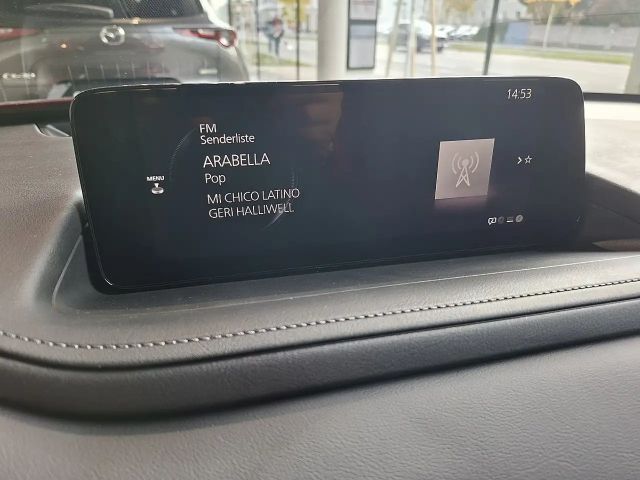 14:53
FM
Senderliste
ARABELLA
Pop
MENU
MI CHICO LATINO
GERI HALLIWELL